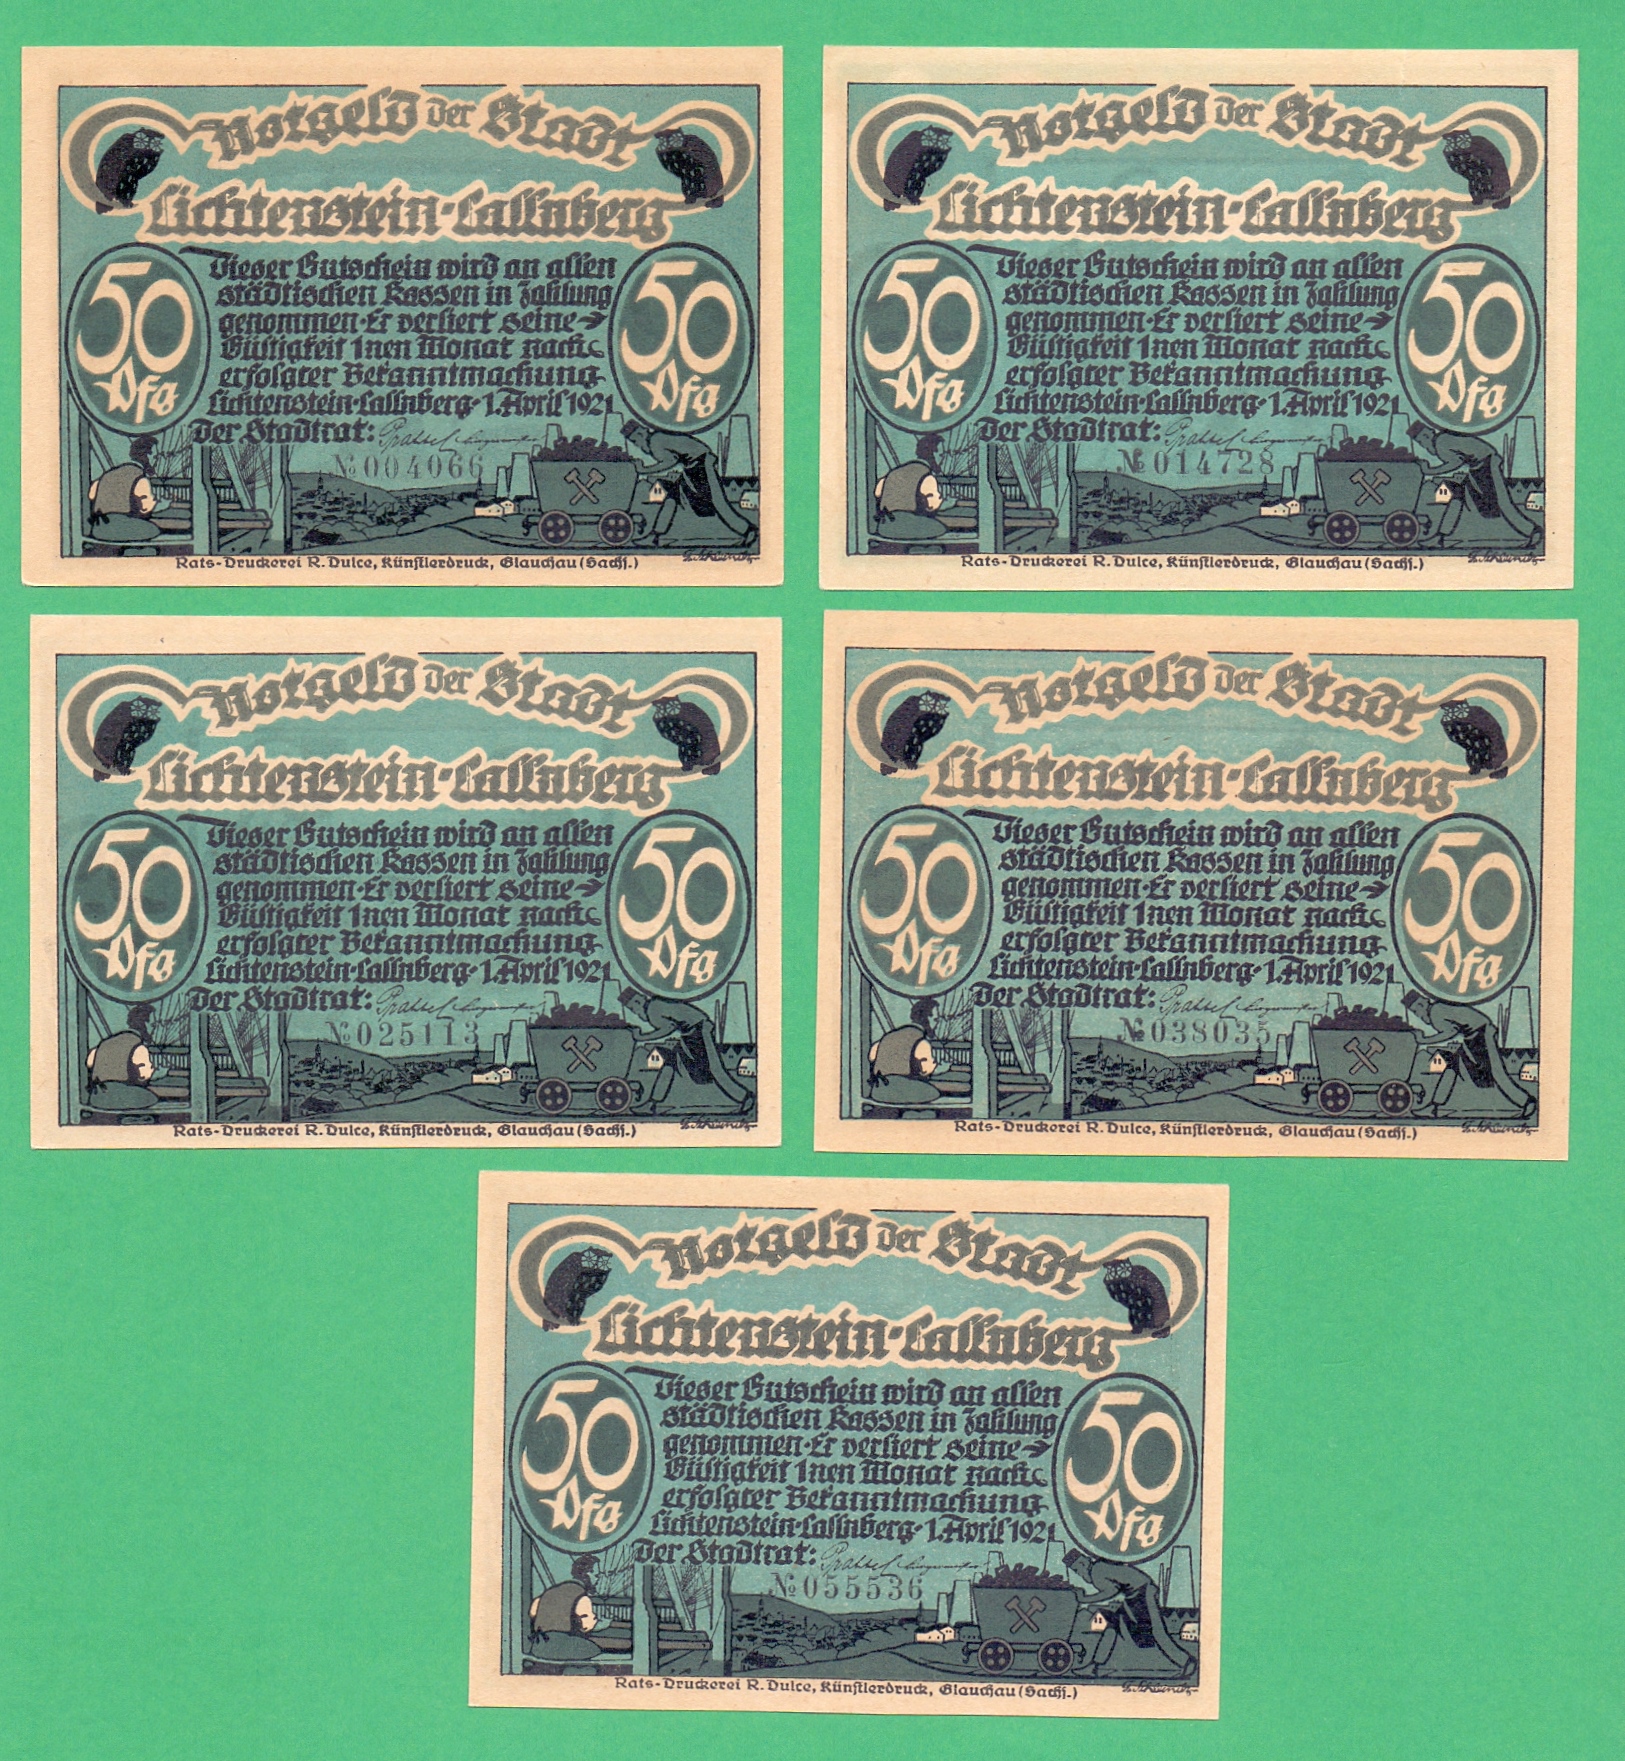 Notgeld der Stadt
Lichtenstein-Callnberg
50 Pfg
Dieser Gutschein wird an allen
städtischen Kassen in Zahlung
genommen·Er verliert seine
Gültigkeit 1nen Monat nach
erfolgter Bekanntmachung
Lichtenstein·Callnberg·1.April 1921
Der Stadtrat:
50 Pfg
№004066
Rats-Druckerei R. Dulce, Künstlerdruck, Glauchau (Sachs.)
Notgeld der Stadt
Lichtenstein-Callnberg
50 Pfg
Dieser Gutschein wird an allen
städtischen Kassen in Zahlung
genommen·Er verliert seine
Gültigkeit 1nen Monat nach
erfolgter Bekanntmachung
Lichtenstein·Callnberg·1.April 1921
Der Stadtrat:
50 Pfg
№014728
Rats-Druckerei R. Dulce, Künstlerdruck, Glauchau (Sachs.)
Notgeld der Stadt
Lichtenstein-Callnberg
50 Pfg
Dieser Gutschein wird an allen
städtischen Kassen in Zahlung
genommen·Er verliert seine
Gültigkeit 1nen Monat nach
erfolgter Bekanntmachung
Lichtenstein·Callnberg·1.April 1921
Der Stadtrat:
50 Pfg
№025113
Rats-Druckerei R. Dulce, Künstlerdruck, Glauchau (Sachs.)
Notgeld der Stadt
Lichtenstein-Callnberg
50 Pfg
Dieser Gutschein wird an allen
städtischen Kassen in Zahlung
genommen·Er verliert seine
Gültigkeit 1nen Monat nach
erfolgter Bekanntmachung
Lichtenstein·Callnberg·1.April 1921
Der Stadtrat:
50 Pfg
№038035
Rats-Druckerei R. Dulce, Künstlerdruck, Glauchau (Sachs.)
Notgeld der Stadt
Lichtenstein-Callnberg
50 Pfg
Dieser Gutschein wird an allen
städtischen Kassen in Zahlung
genommen·Er verliert seine
Gültigkeit 1nen Monat nach
erfolgter Bekanntmachung
Lichtenstein·Callnberg·1.April 1921
Der Stadtrat:
50 Pfg
№055536
Rats-Druckerei R. Dulce, Künstlerdruck, Glauchau (Sachs.)